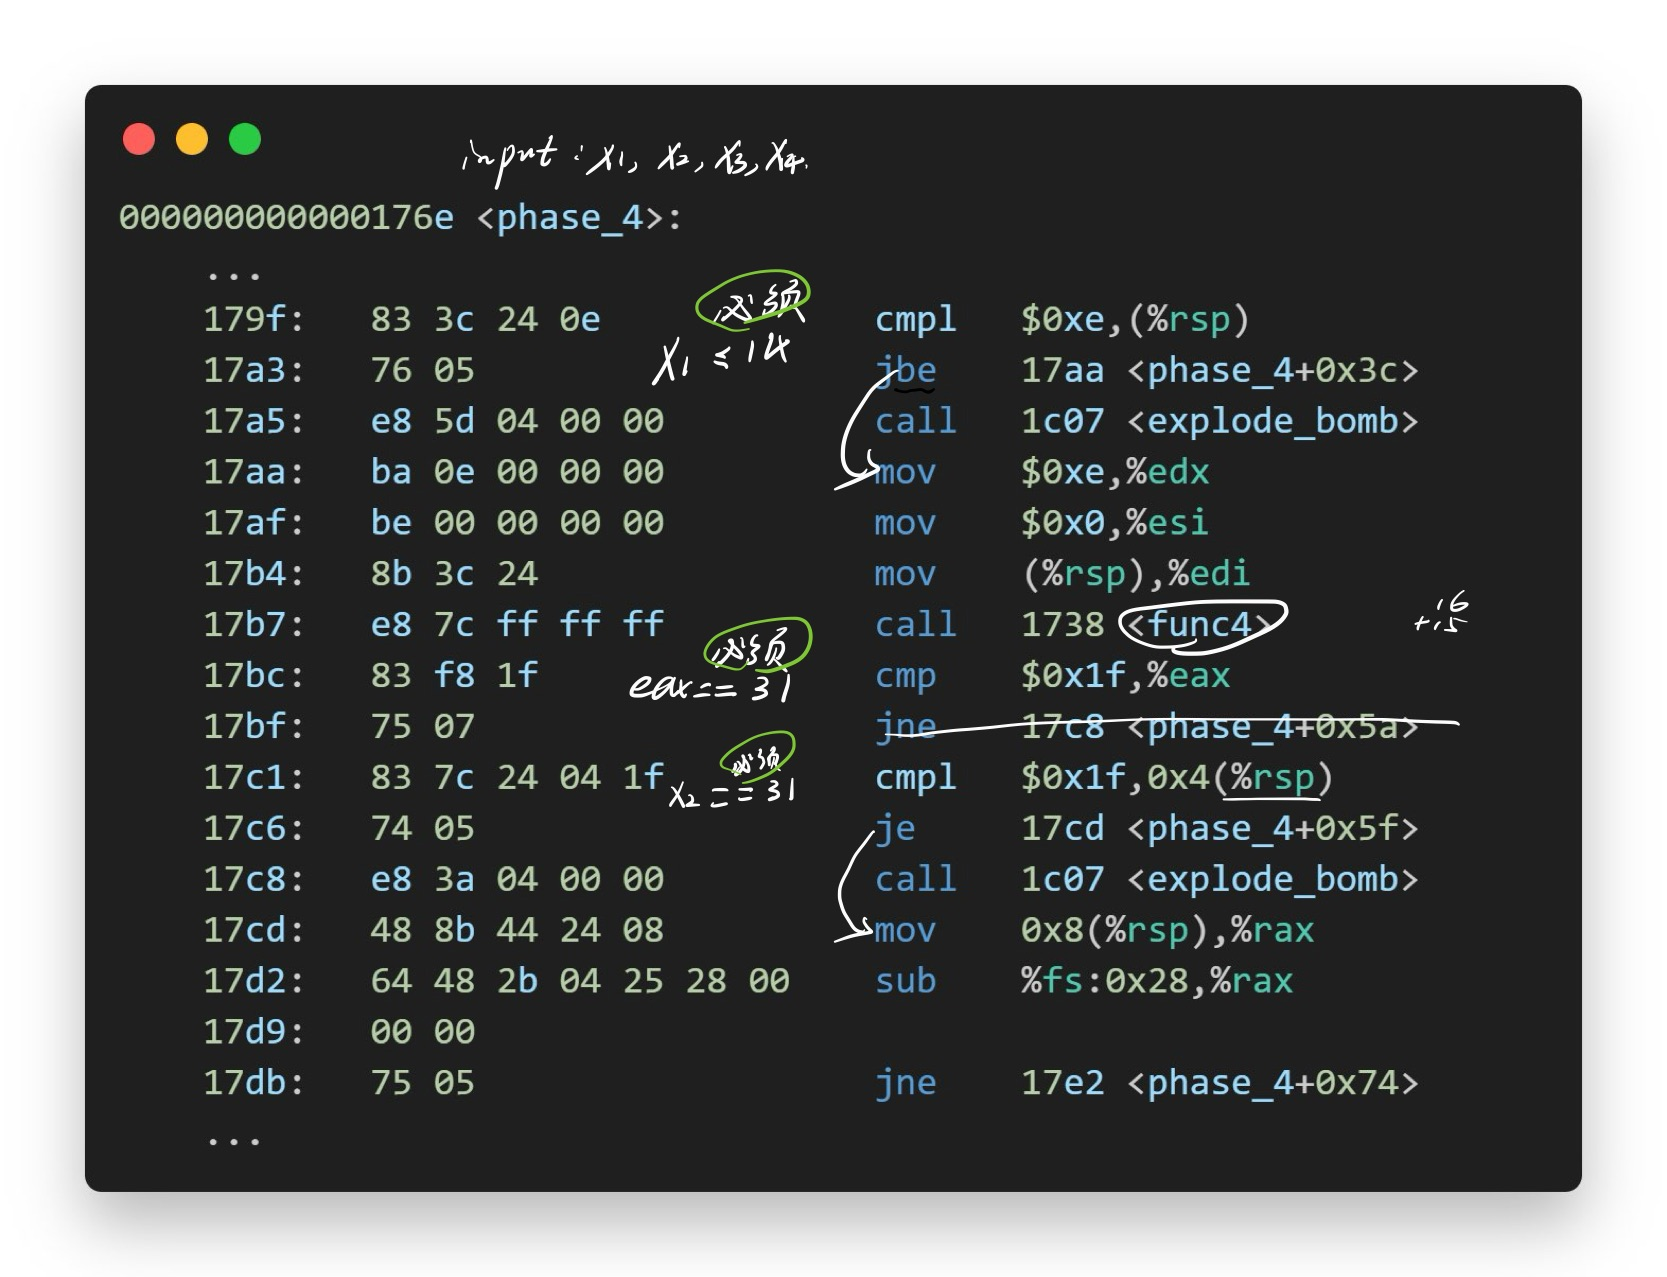 input : x1, x2, x3, x4.
000000000000176e <phase_4>:
...
必须
179f: 83 3c 24 0e cmpl $0xe,(%rsp)
x1 ≤ 14
17a3: 76 05 jbe 17aa <phase_4+0x3c>
17a5: e8 5d 04 00 00 call 1c07 <explode_bomb>
17aa: ba 0e 00 00 00 mov $0xe,%edx
17af: be 00 00 00 00 mov $0x0,%esi
17b4: 8b 3c 24 mov (%rsp),%edi
17b7: e8 7c ff ff ff call 1738 <func4>
16
+15
必须
17bc: 83 f8 1f cmp $0x1f,%eax
eax == 31
17bf: 75 07 jne 17c8 <phase_4+0x5a>
必须
17c1: 83 7c 24 04 1f cmpl $0x1f,0x4(%rsp)
x2 == 31
17c6: 74 05 je 17cd <phase_4+0x5f>
17c8: e8 3a 04 00 00 call 1c07 <explode_bomb>
17cd: 48 8b 44 24 08 mov 0x8(%rsp),%rax
17d2: 64 48 2b 04 25 28 00 sub %fs:0x28,%rax
17d9: 00 00
17db: 75 05 jne 17e2 <phase_4+0x74>
...